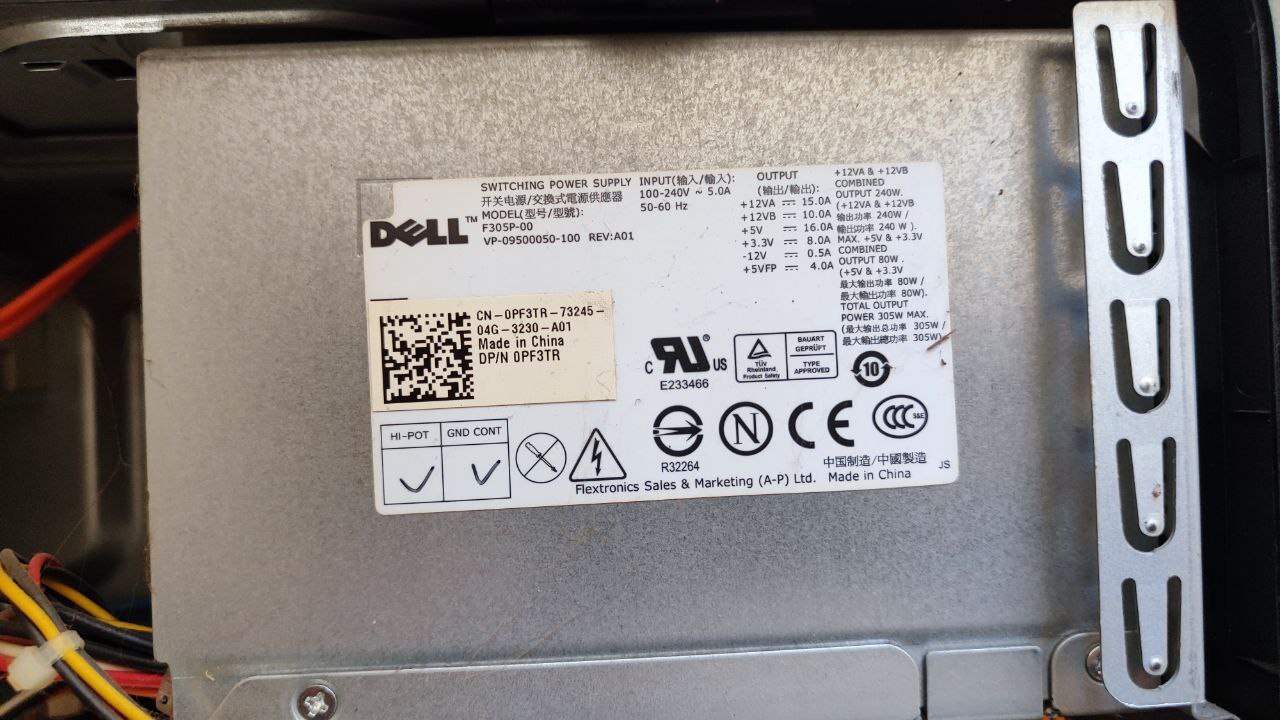 DELL™
SWITCHING POWER SUPPLY
开关电源/交換式電源供應器
MODEL(型号/型號):
F305P-00
VP-09500050-100 REV:A01
INPUT(输入/輸入):
100-240V ~ 5.0A
50-60 Hz
OUTPUT
(输出/輸出):
+12VA ⎓ 15.0A
+12VB ⎓ 10.0A
+5V ⎓ 16.0A
+3.3V ⎓ 8.0A
-12V ⎓ 0.5A
+5VFP ⎓ 4.0A
+12VA & +12VB
COMBINED
OUTPUT 240W.
(+12VA & +12VB
输出功率 240W /
輸出功率 240 W ).
MAX. +5V & +3.3V
COMBINED
OUTPUT 80W .
(+5V & +3.3V
最大输出功率 80W /
最大輸出功率 80W).
TOTAL OUTPUT
POWER 305W MAX.
(最大输出总功率 305W /
最大輸出總功率 305W)
CN-0PF3TR-73245-
04G-3230-A01
Made in China
DP/N 0PF3TR
C RU ® US
E233466
TÜV
Rheinland
Product Safety
BAUART
GEPRÜFT
TYPE
APPROVED
10
HI-POT
GND CONT
R32264
N
CE
CCC S&E
中国制造/中國製造
JS
Flextronics Sales & Marketing (A-P) Ltd. Made in China